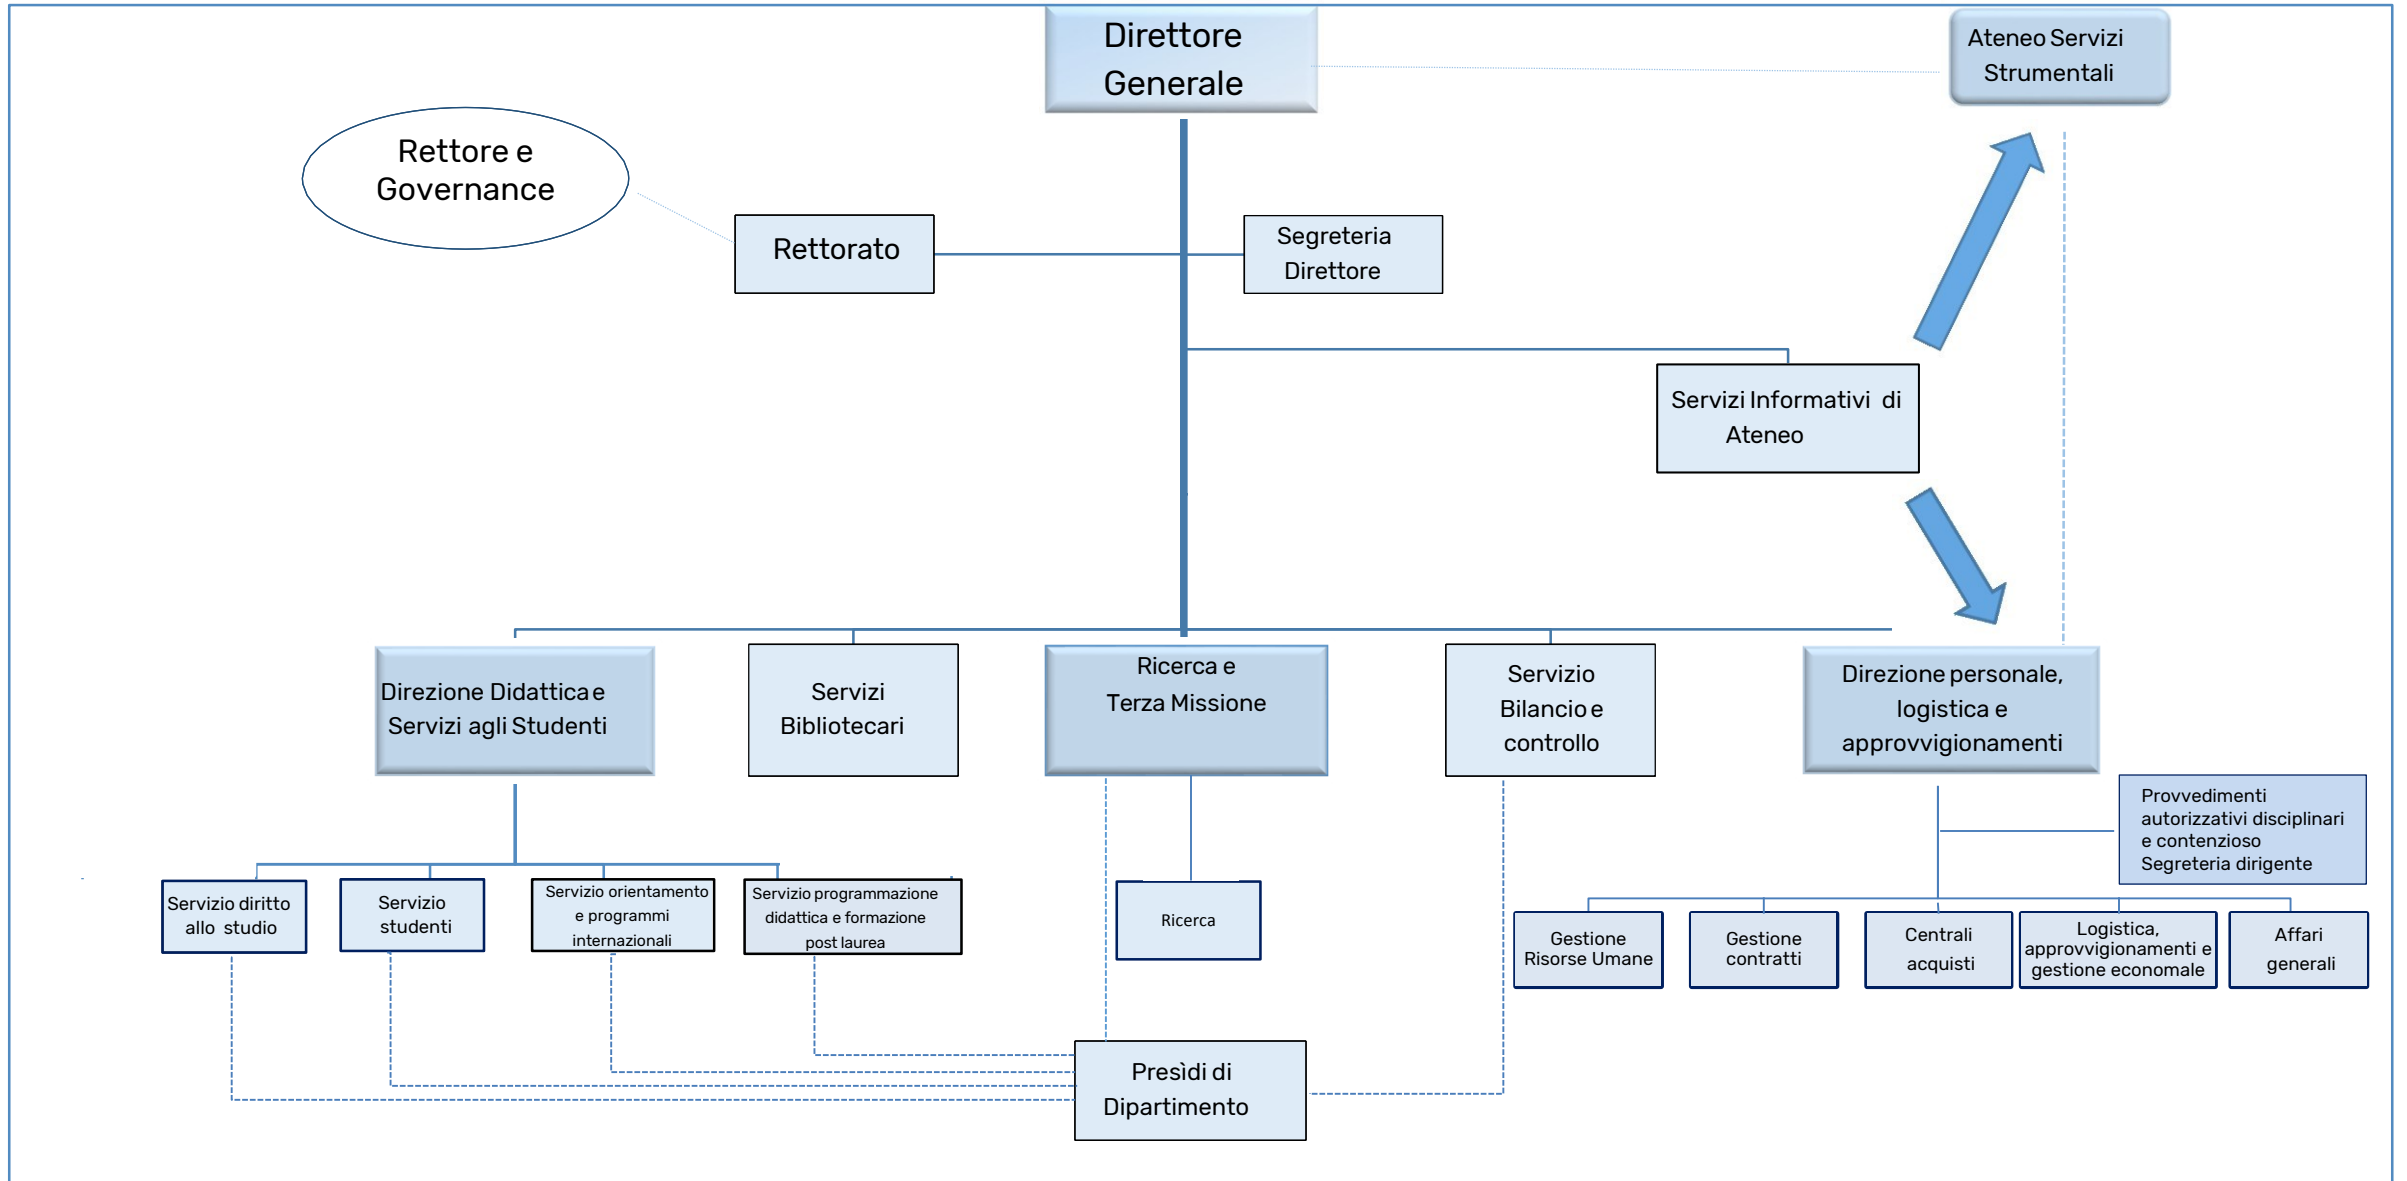 Direttore
Generale
Ateneo Servizi
Strumentali
Rettore e
Governance
Rettorato
Segreteria
Direttore
Servizi Informativi di
Ateneo
Direzione Didattica e
Servizi agli Studenti
Servizi
Bibliotecari
Ricerca e
Terza Missione
Servizio
Bilancio e
controllo
Direzione personale,
logistica e
approvvigionamenti
Provvedimenti
autorizzativi disciplinari
e contenzioso
Segreteria dirigente
Servizio diritto
allo studio
Servizio
studenti
Servizio orientamento
e programmi
internazionali
Servizio programmazione
didattica e formazione
post laurea
Ricerca
Gestione
Risorse Umane
Gestione
contratti
Centrali
acquisti
Logistica,
approvvigionamenti e
gestione economale
Affari
generali
Presìdi di
Dipartimento